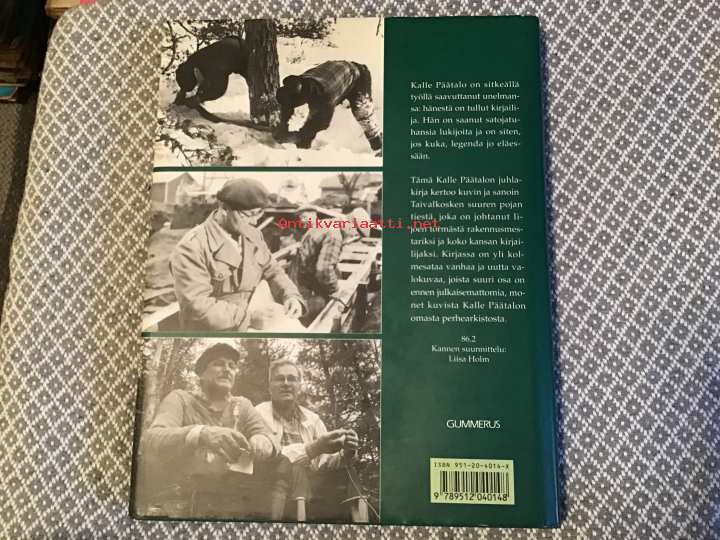 Kalle Päätalo on sitkeällä
työllä saavuttanut unelman-
sa: hänestä on tullut kirjaili-
ja. Hän on saanut satojatu-
hansia lukijoita ja on siten,
jos kuka, legenda jo eläes-
sään.
Tämä Kalle Päätalon juhla-
kirja kertoo kuvin ja sanoin
Taivalkosken suuren pojan
tiestä, joka on johtanut Ii-
joen törmästä rakennusmes-
tariksi ja koko kansan kirjai-
lijaksi. Kirjassa on yli kol-
mesataa vanhaa ja uutta va-
lokuvaa, joista suuri osa on
ennen julkaisemattomia, mo-
net kuvista Kalle Päätalon
omasta perhearkistosta.
86.2
Kannen suunnittelu:
Liisa Holm
GUMMERUS
ISBN 951-20-4014-X
9 789512 040148
Antikvariaatti.net